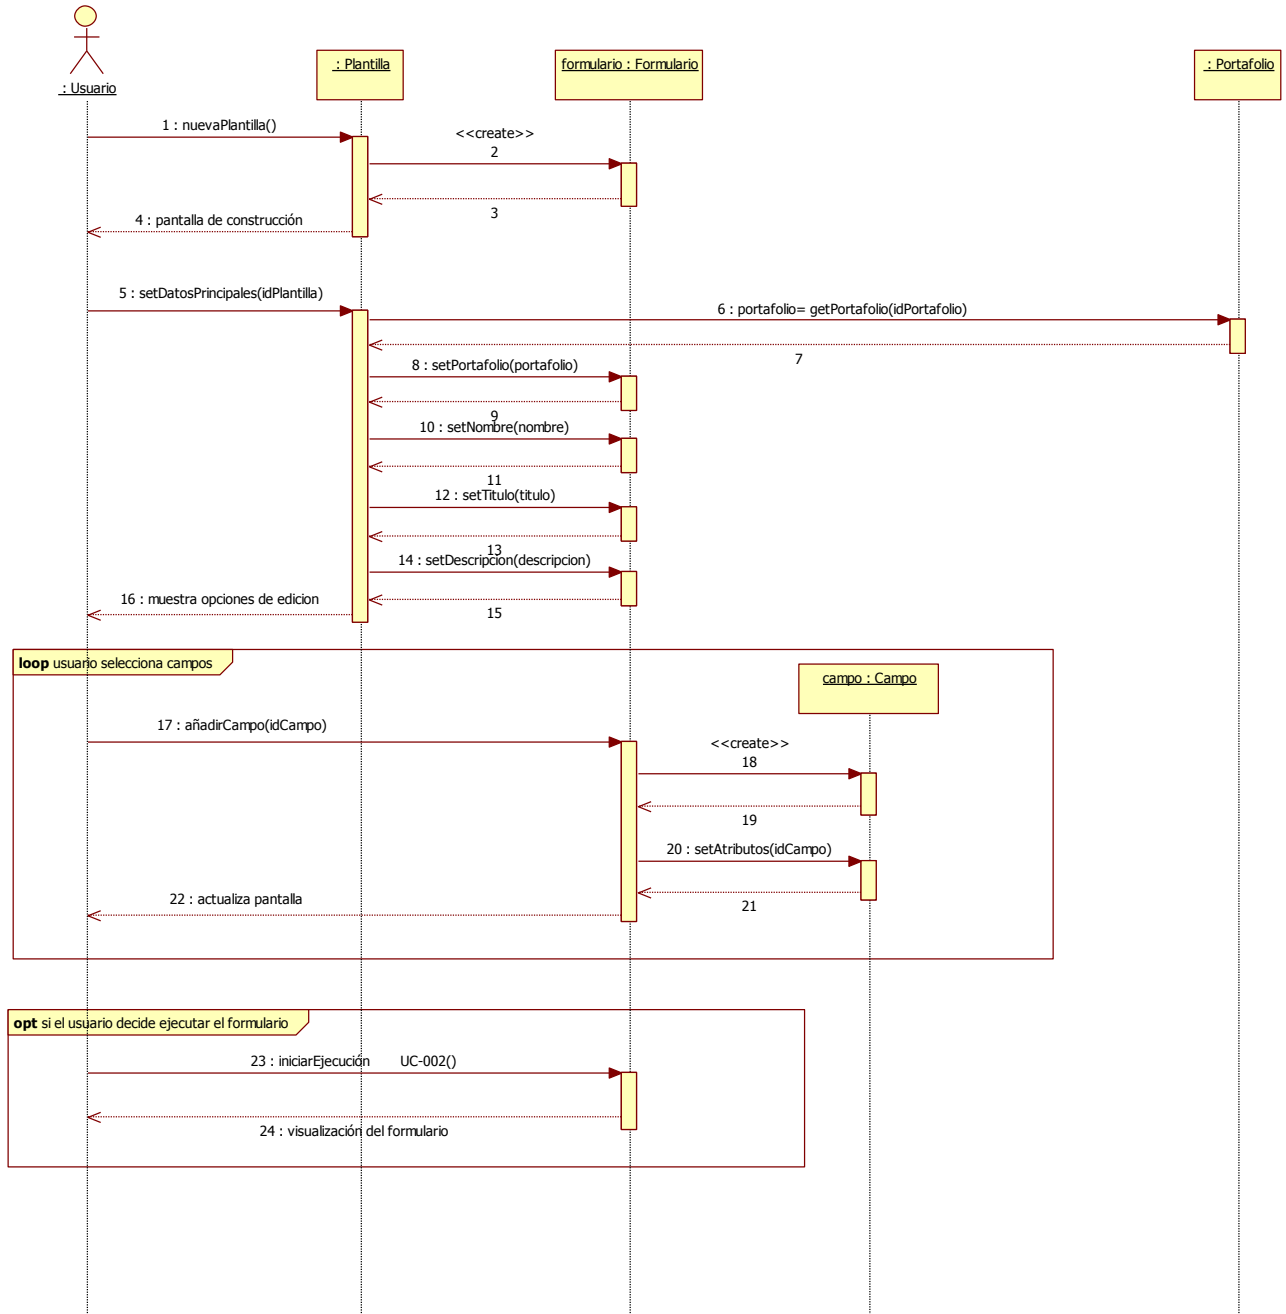 : Usuario
: Plantilla
formulario : Formulario
: Portafolio
1 : nuevaPlantilla()
<<create>>
2
3
4 : pantalla de construcción
5 : setDatosPrincipales(idPlantilla)
6 : portafolio= getPortafolio(idPortafolio)
7
8 : setPortafolio(portafolio)
9
10 : setNombre(nombre)
11
12 : setTitulo(titulo)
13
14 : setDescripcion(descripcion)
15
16 : muestra opciones de edicion
loop usuario selecciona campos
campo : Campo
17 : añadirCampo(idCampo)
<<create>>
18
19
20 : setAtributos(idCampo)
21
22 : actualiza pantalla
opt si el usuario decide ejecutar el formulario
23 : iniciarEjecución UC-002()
24 : visualización del formulario